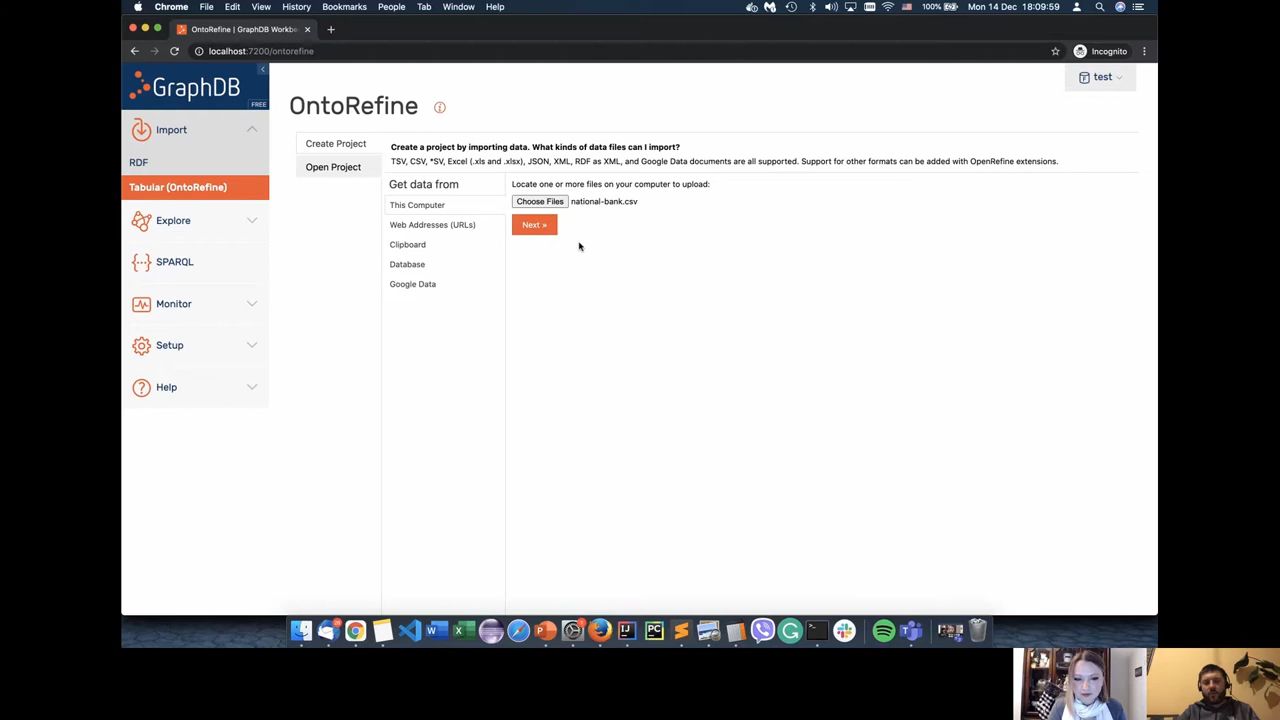 Chrome File Edit View History Bookmarks People Tab Window Help
100% Mon 14 Dec 18:09:59
OntoRefine | GraphDB Workbe
localhost:7200/ontorefine
Incognito
GraphDB
FREE
test
OntoRefine
Import
RDF
Tabular (OntoRefine)
Explore
SPARQL
Monitor
Setup
Help
Create Project
Open Project
Create a project by importing data. What kinds of data files can I import?
TSV, CSV, *SV, Excel (.xls and .xlsx), JSON, XML, RDF as XML, and Google Data documents are all supported. Support for other formats can be added with OpenRefine extensions.
Get data from
This Computer
Web Addresses (URLs)
Clipboard
Database
Google Data
Locate one or more files on your computer to upload:
Choose Files national-bank.csv
Next »